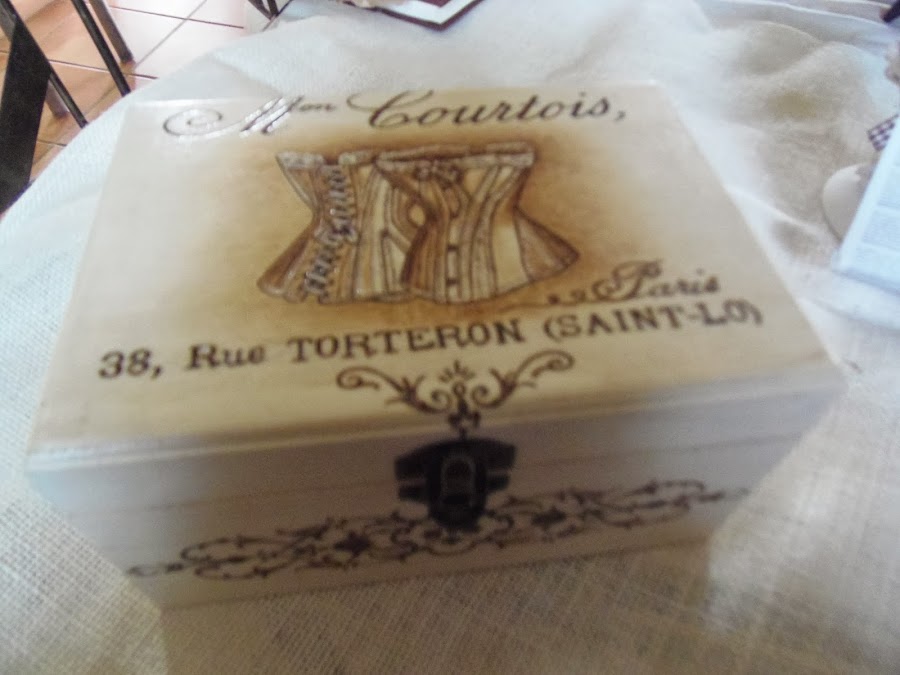 Mon Courtois,
Paris
38, Rue TORTERON (SAINT-LO)